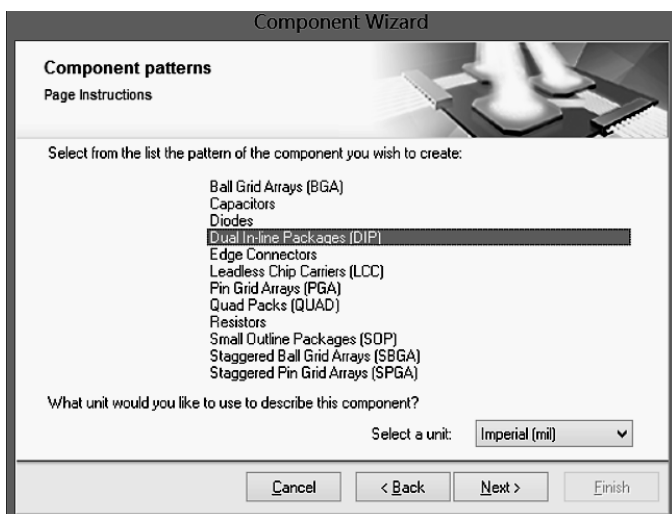 Component Wizard
Component patterns
Page Instructions
Select from the list the pattern of the component you wish to create:
Ball Grid Arrays (BGA)
Capacitors
Diodes
Dual In-line Packages (DIP)
Edge Connectors
Leadless Chip Carriers (LCC)
Pin Grid Arrays (PGA)
Quad Packs (QUAD)
Resistors
Small Outline Packages (SOP)
Staggered Ball Grid Arrays (SBGA)
Staggered Pin Grid Arrays (SPGA)
What unit would you like to use to describe this component?
Select a unit: Imperial (mil)
Cancel < Back Next > Finish